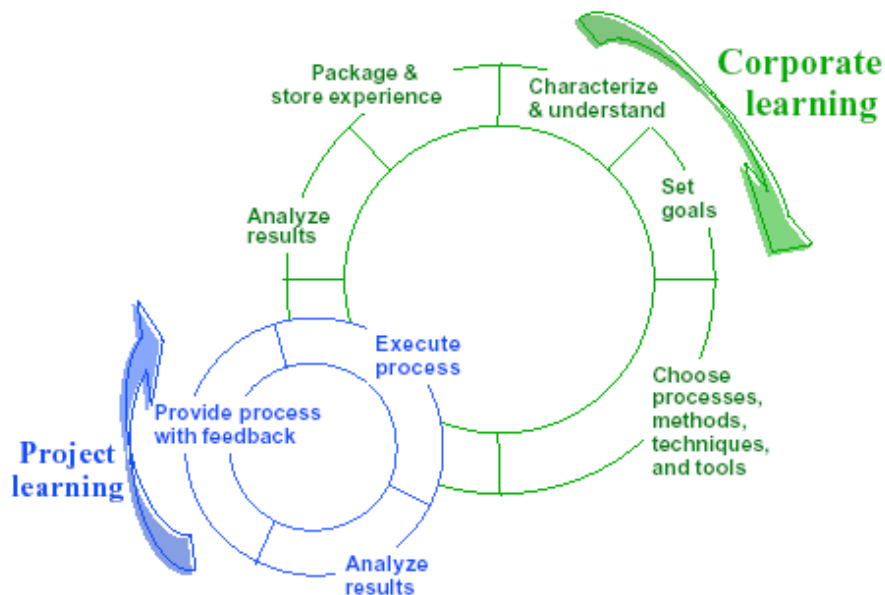 Corporate
learning
Package &
store experience
Characterize
& understand
Set
goals
Analyze
results
Choose
processes,
methods,
techniques,
and tools
Execute
process
Provide process
with feedback
Analyze
results
Project
learning